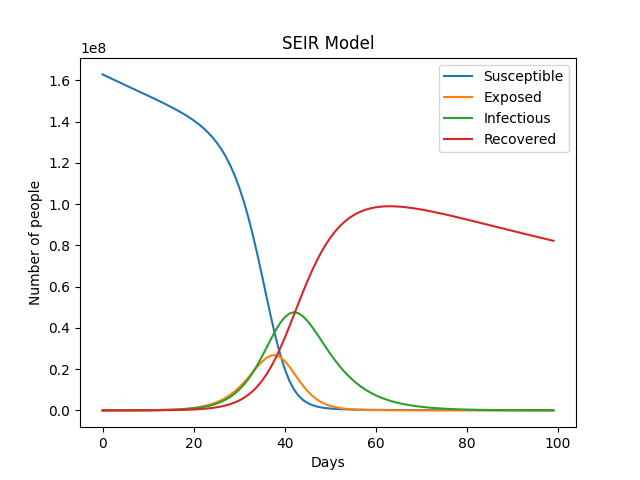 SEIR Model
1e8
1.6
1.4
1.2
1.0
0.8
0.6
0.4
0.2
0.0
Number of people
Susceptible
Exposed
Infectious
Recovered
0 20 40 60 80 100
Days